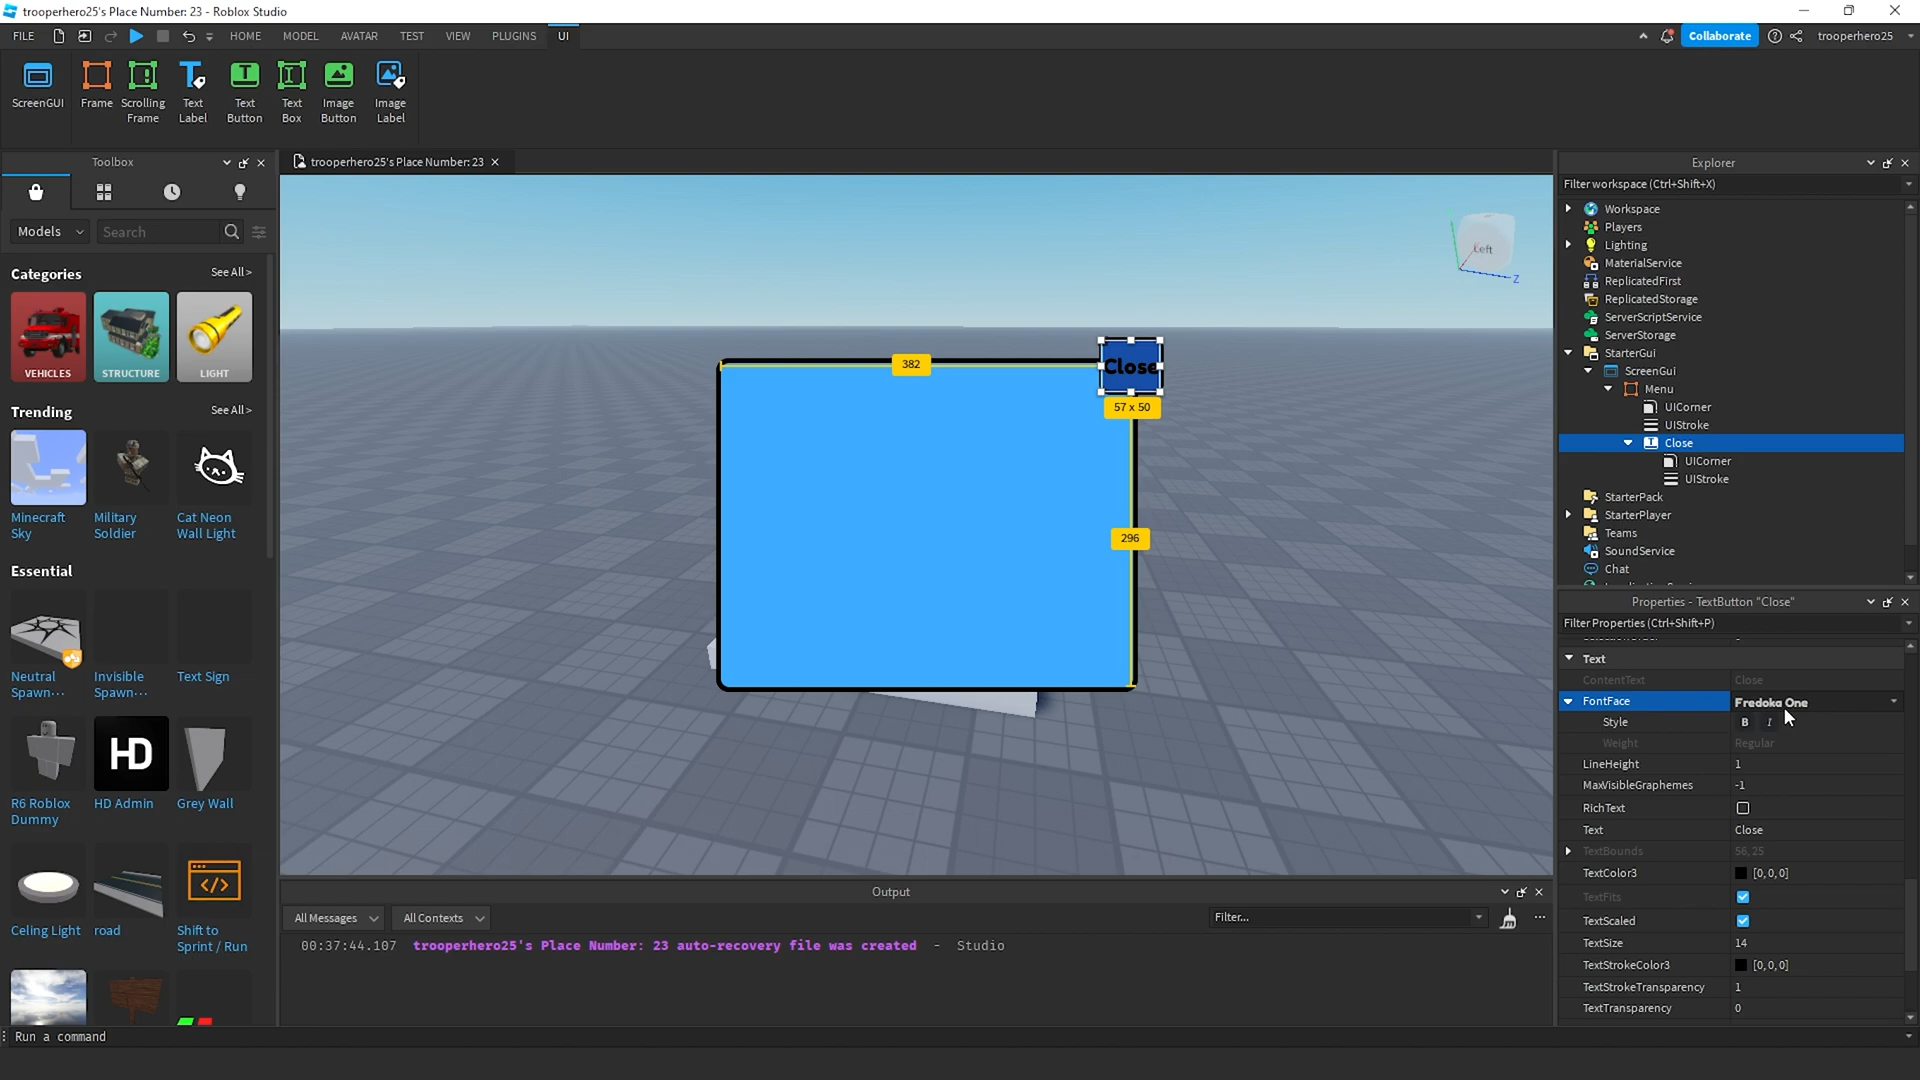 trooperhero25's Place Number: 23 - Roblox Studio
FILE HOME MODEL AVATAR TEST VIEW PLUGINS UI Collaborate trooperhero25
ScreenGUI
Frame
Scrolling
Frame
Text
Label
Text
Button
Text
Box
Image
Button
Image
Label
Toolbox
Models
Search
Categories
See All >
VEHICLES
STRUCTURE
LIGHT
Trending
See All >
Minecraft
Sky
Military
Soldier
Cat Neon
Wall Light
Essential
Neutral
Spawn···
Invisible
Spawn···
Text Sign
R6 Roblox
Dummy
HD
HD Admin
Grey Wall
Celing Light
road
Shift to
Sprint / Run
trooperhero25's Place Number: 23
Left
Z
382
Close
57 x 50
296
Output
All Messages
All Contexts
Filter...
00:37:44.107 trooperhero25's Place Number: 23 auto-recovery file was created - Studio
Explorer
Filter workspace (Ctrl+Shift+X)
Workspace
Players
Lighting
MaterialService
ReplicatedFirst
ReplicatedStorage
ServerScriptService
ServerStorage
StarterGui
ScreenGui
Menu
UICorner
UIStroke
Close
UICorner
UIStroke
StarterPack
StarterPlayer
Teams
SoundService
Chat
Properties - TextButton "Close"
Filter Properties (Ctrl+Shift+P)
Text
ContentText Close
FontFace Fredoka One
Style B I
Weight Regular
LineHeight 1
MaxVisibleGraphemes -1
RichText
Text Close
TextBounds 56,25
TextColor3 [0,0,0]
TextFits
TextScaled
TextSize 14
TextStrokeColor3 [0,0,0]
TextStrokeTransparency 1
TextTransparency 0
Run a command